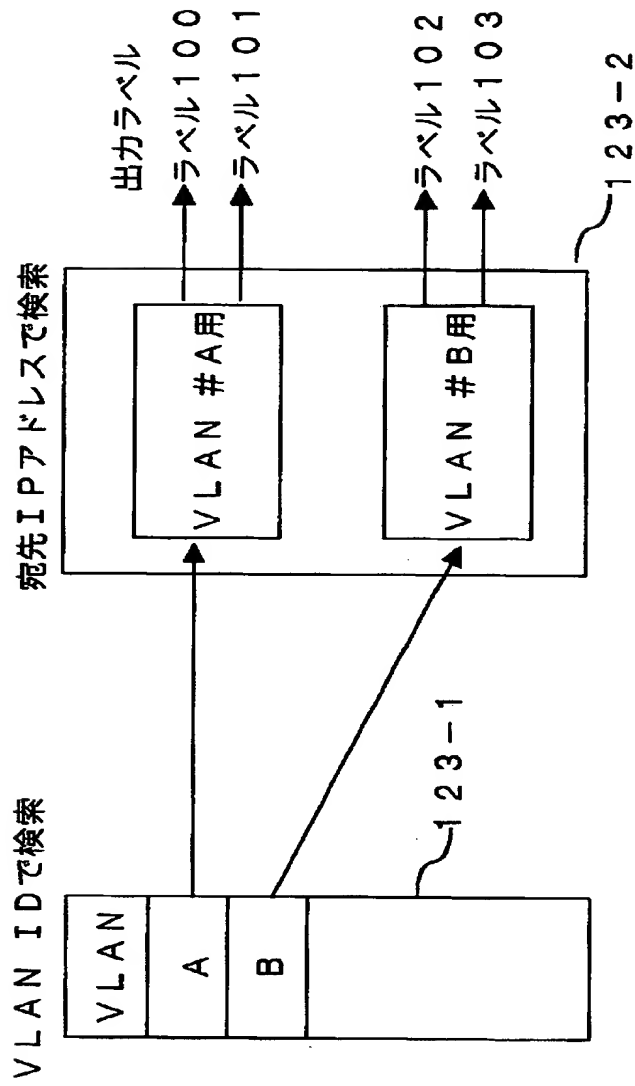 VLAN IDで検索
宛先IPアドレスで検索
出力ラベル
VLAN
A
B
VLAN #A用
VLAN #B用
ラベル100
ラベル101
ラベル102
ラベル103
123-1
123-2